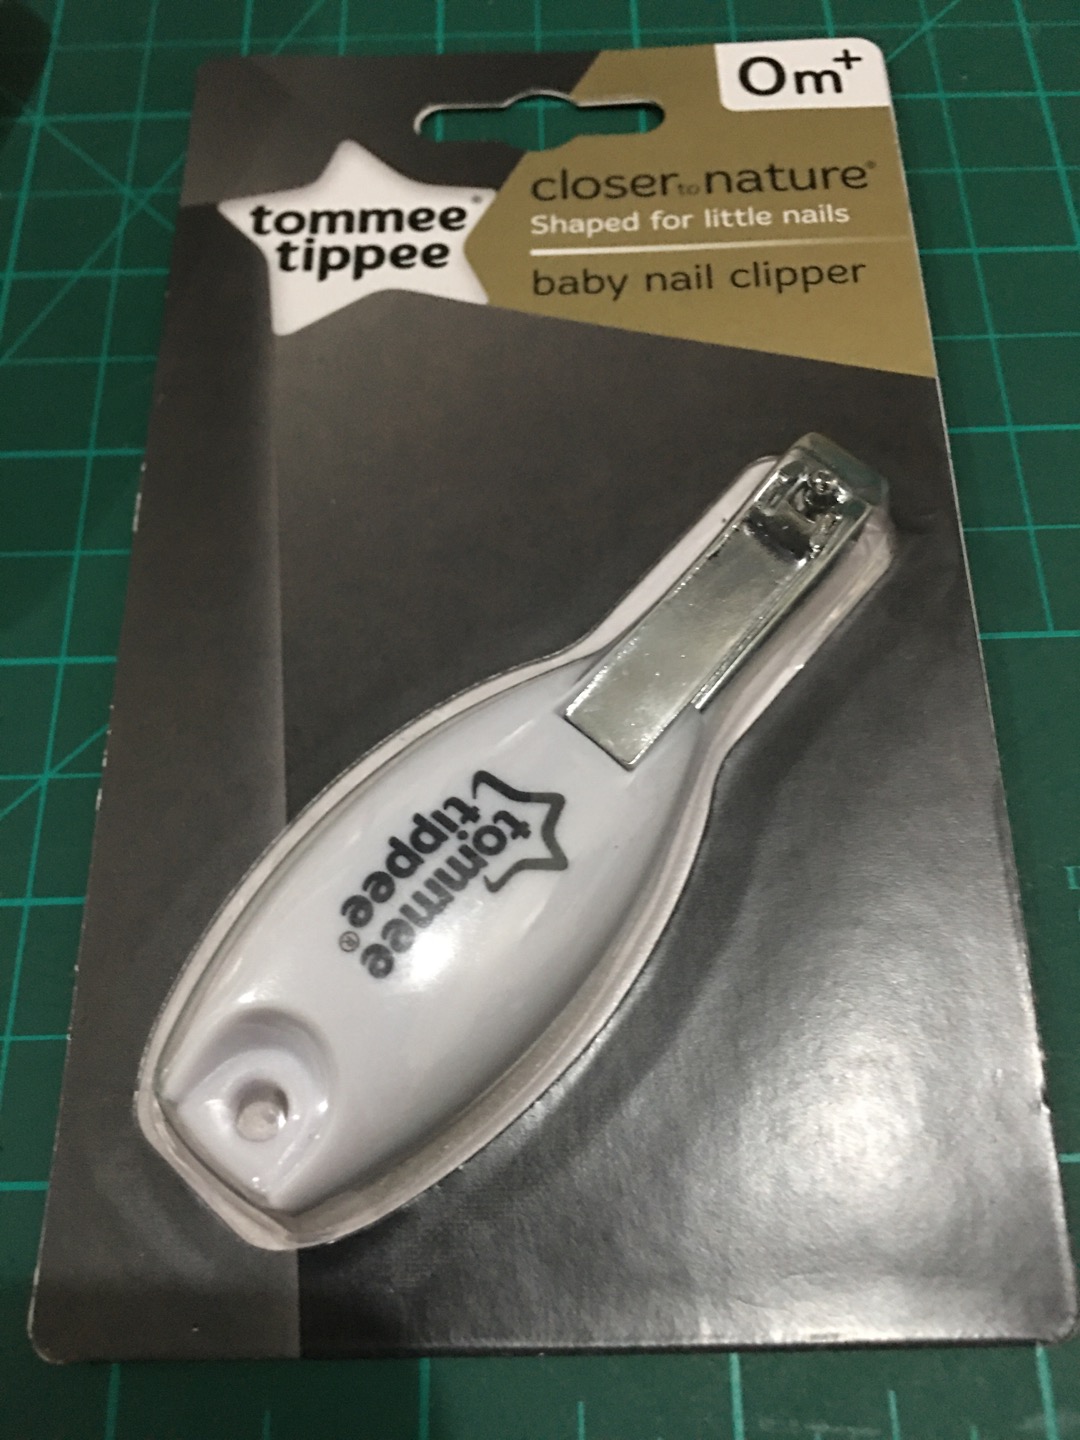 0m+
tommee®
tippee
closer to nature®
Shaped for little nails
baby nail clipper
tommee
tippee®